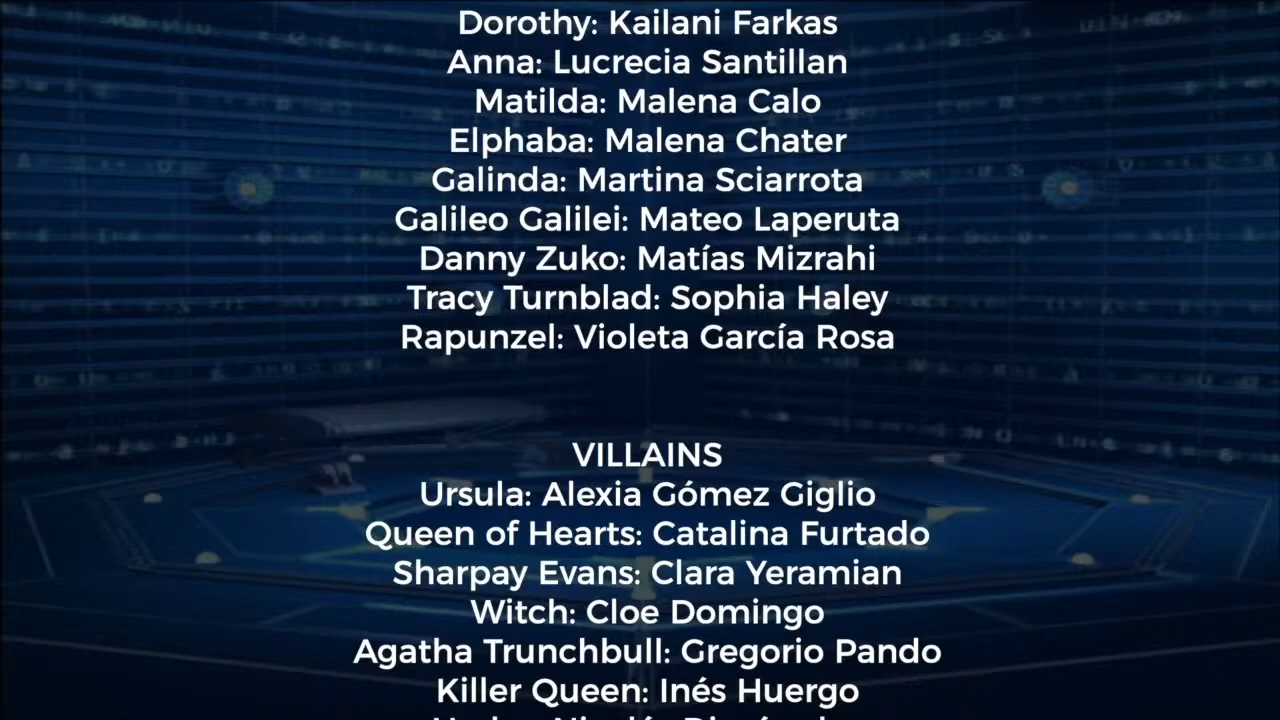 Dorothy: Kailani Farkas
Anna: Lucrecia Santillan
Matilda: Malena Calo
Elphaba: Malena Chater
Galinda: Martina Sciarrota
Galileo Galilei: Mateo Laperuta
Danny Zuko: Matías Mizrahi
Tracy Turnblad: Sophia Haley
Rapunzel: Violeta García Rosa
VILLAINS
Ursula: Alexia Gómez Giglio
Queen of Hearts: Catalina Furtado
Sharpay Evans: Clara Yeramian
Witch: Cloe Domingo
Agatha Trunchbull: Gregorio Pando
Killer Queen: Inés Huergo